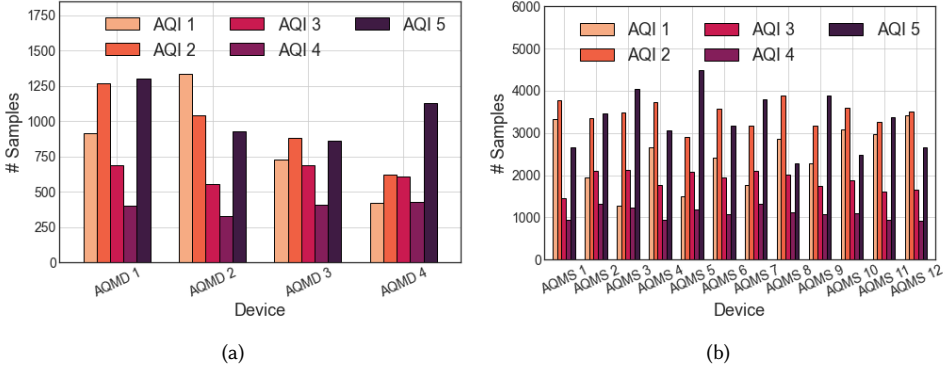 1750
1500
1250
1000
750
500
250
0
# Samples
AQI 1
AQI 3
AQI 5
AQI 2
AQI 4
AQMD 1
AQMD 2
AQMD 3
AQMD 4
Device
(a)
6000
5000
4000
3000
2000
1000
0
# Samples
AQI 1
AQI 3
AQI 5
AQI 2
AQI 4
AQMS 1
AQMS 2
AQMS 3
AQMS 4
AQMS 5
AQMS 6
AQMS 7
AQMS 8
AQMS 9
AQMS 10
AQMS 11
AQMS 12
Device
(b)